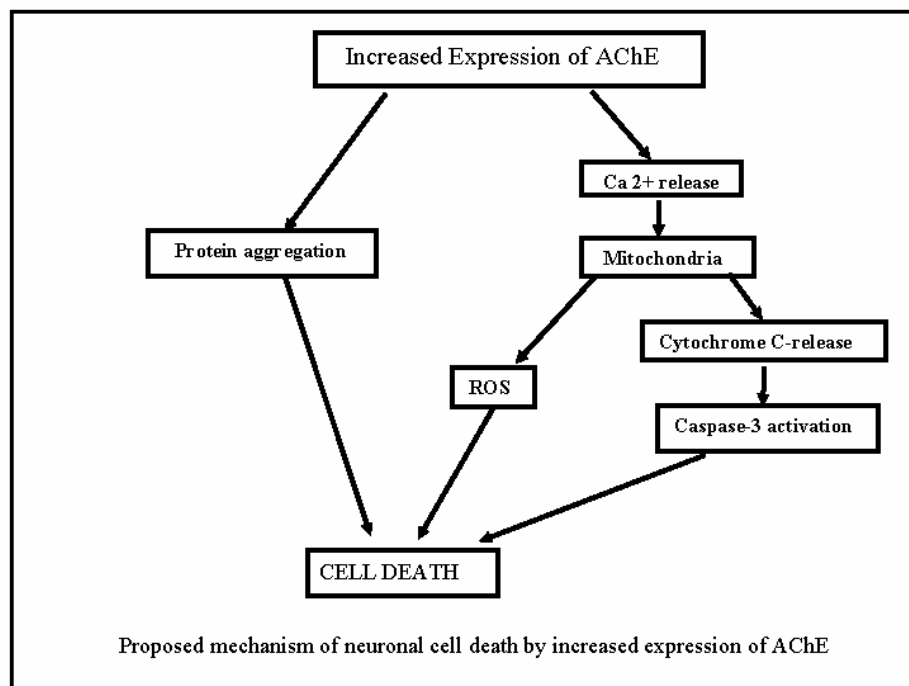 Increased Expression of AChE
Ca 2+ release
Protein aggregation
Mitochondria
Cytochrome C-release
ROS
Caspase-3 activation
CELL DEATH
Proposed mechanism of neuronal cell death by increased expression of AChE